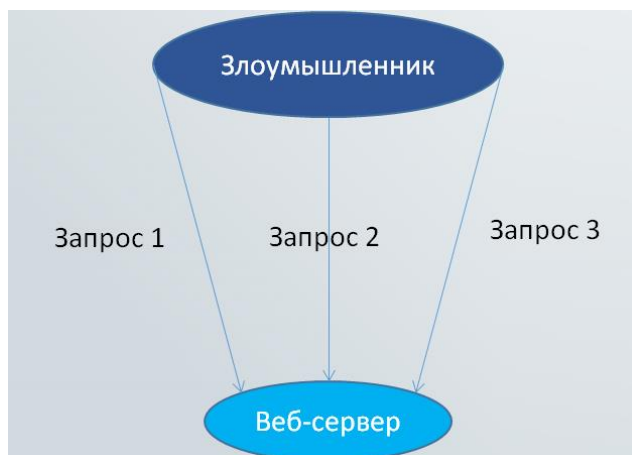 Злоумышленник
Запрос 1
Запрос 2
Запрос 3
Веб-сервер